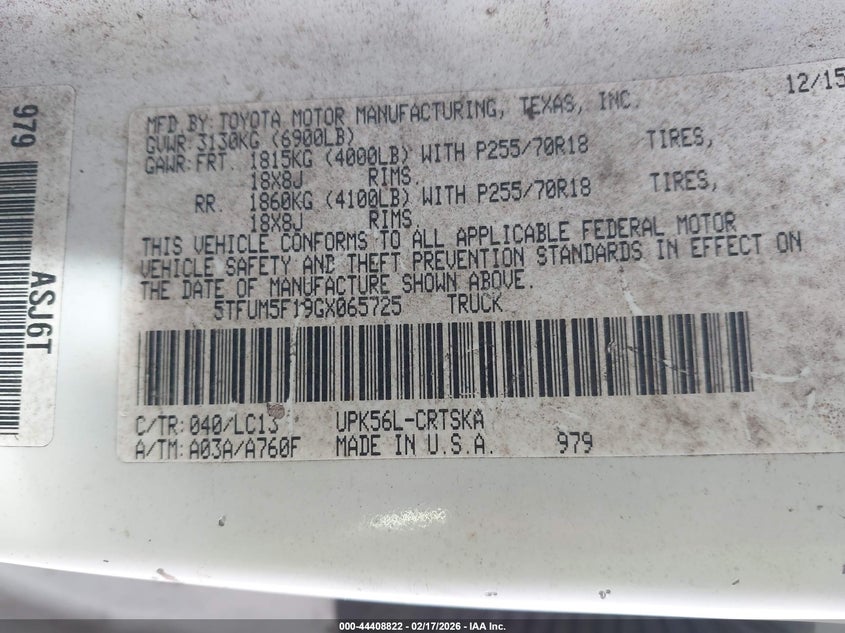 12/15
MFD.BY TOYOTA MOTOR MANUFACTURING, TEXAS, INC.
GVWR:3130KG (6900LB)
GAWR:FRT. 1815KG (4000LB) WITH P255/70R18 TIRES,
18X8J RIMS.
RR. 1860KG (4100LB) WITH P255/70R18 TIRES,
18X8J RIMS.
THIS VEHICLE CONFORMS TO ALL APPLICABLE FEDERAL MOTOR
VEHICLE SAFETY AND THEFT PREVENTION STANDARDS IN EFFECT ON
THE DATE OF MANUFACTURE SHOWN ABOVE.
5TFUM5F19GX065725 TRUCK
C/TR:040/LC13 UPK56L-CRTSKA
A/TM:A03A/A760F MADE IN U.S.A. 979
979
ASJ6T
000-44408822 - 02/17/2026 - IAA Inc.